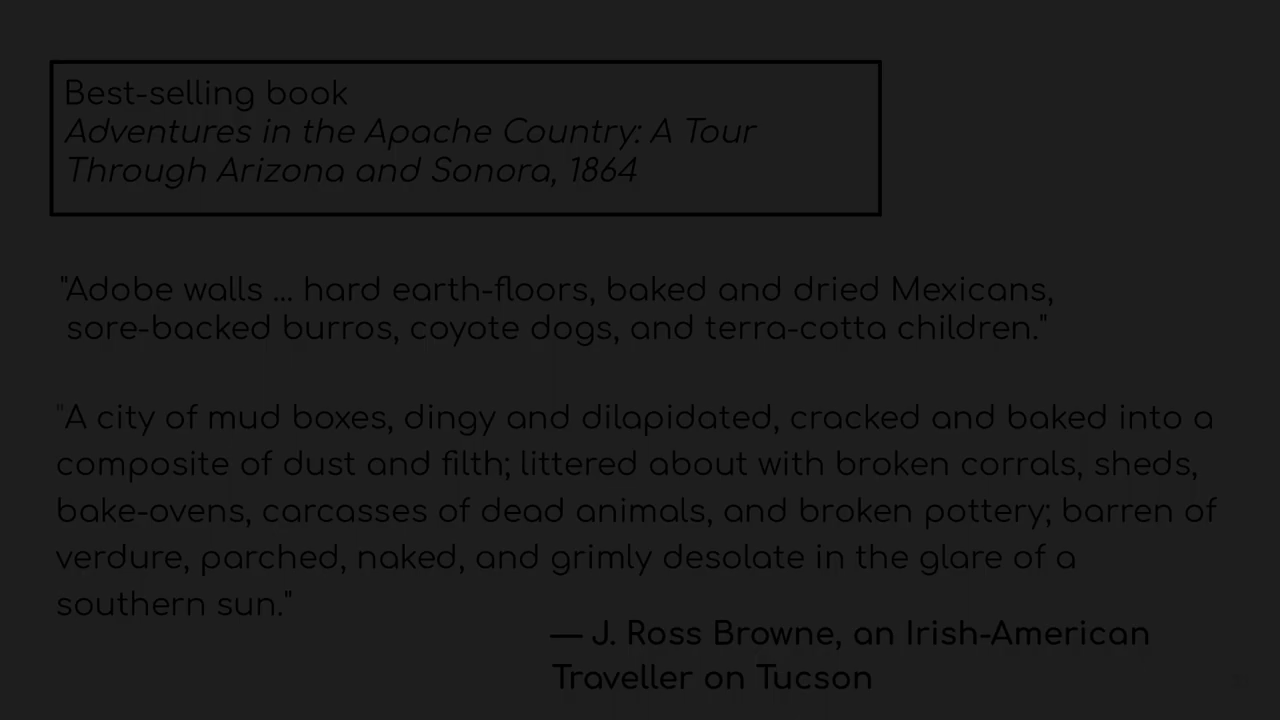 Best-selling book
Adventures in the Apache Country: A Tour
Through Arizona and Sonora, 1864
"Adobe walls ... hard earth-floors, baked and dried Mexicans,
sore-backed burros, coyote dogs, and terra-cotta children."
"A city of mud boxes, dingy and dilapidated, cracked and baked into a
composite of dust and filth; littered about with broken corrals, sheds,
bake-ovens, carcasses of dead animals, and broken pottery; barren of
verdure, parched, naked, and grimly desolate in the glare of a
southern sun."
— J. Ross Browne, an Irish-American
Traveller on Tucson